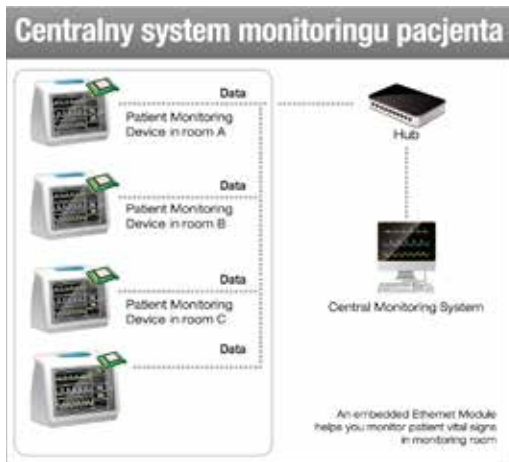 Centralny system monitoringu pacjenta
Data
Patient Monitoring
Device in room A
Hub
Data
Patient Monitoring
Device in room B
Data
Patient Monitoring
Device in room C
Central Monitoring System
Data
An embedded Ethernet Module
helps you monitor patient vital signs
in monitoring room